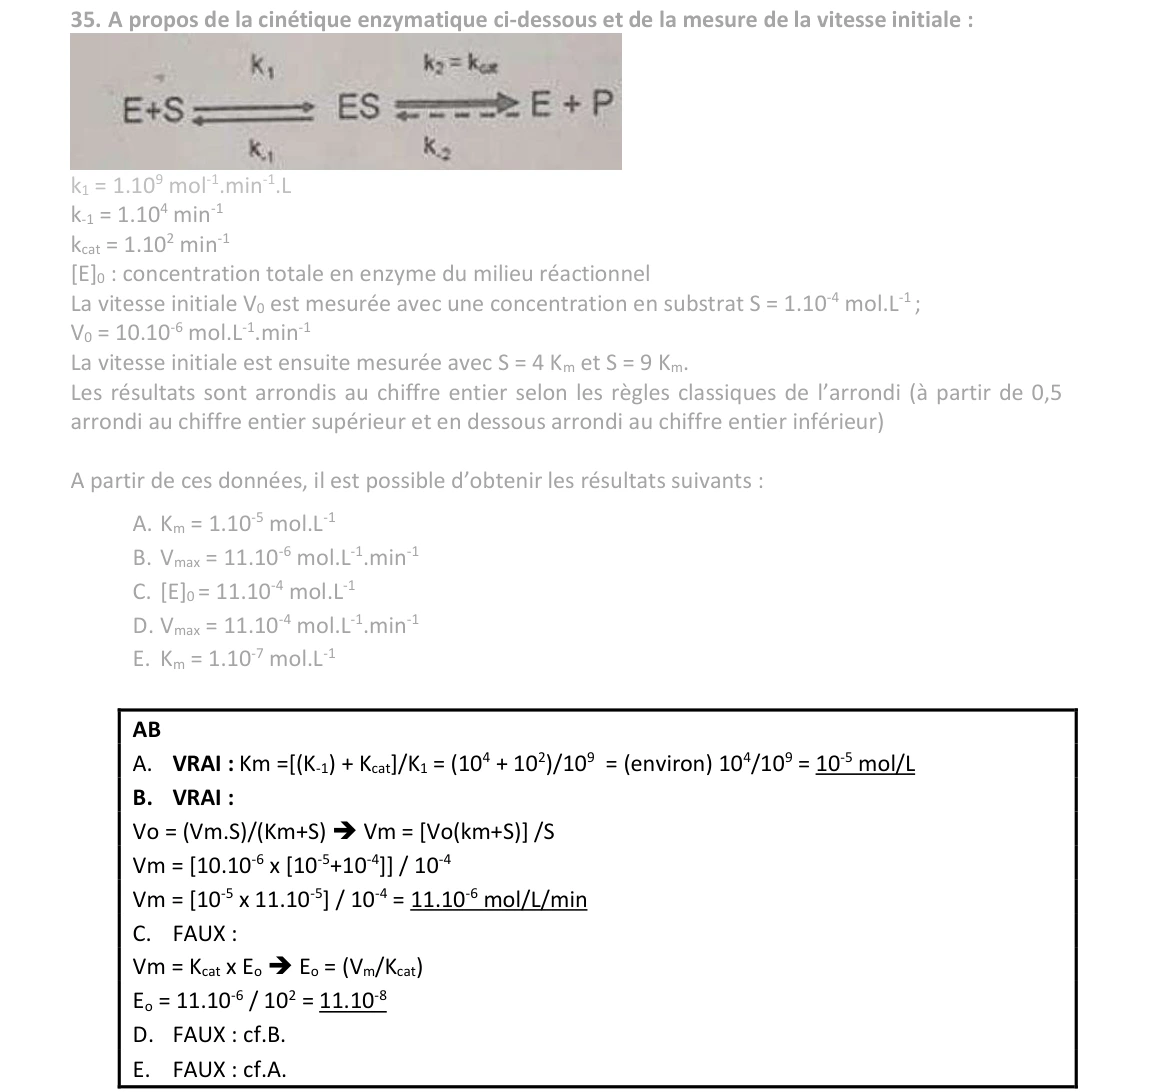 35. A propos de la cinétique enzymatique ci-dessous et de la mesure de la vitesse initiale :
k₁ k₂ = kcat
E+S ES E + P
k-₁ k-₂
k₁ = 1.10⁹ mol⁻¹.min⁻¹.L
k-₁ = 1.10⁴ min⁻¹
kcat = 1.10² min⁻¹
[E]₀ : concentration totale en enzyme du milieu réactionnel
La vitesse initiale V₀ est mesurée avec une concentration en substrat S = 1.10⁻⁴ mol.L⁻¹ ;
V₀ = 10.10⁻⁶ mol.L⁻¹.min⁻¹
La vitesse initiale est ensuite mesurée avec S = 4 Km et S = 9 Km.
Les résultats sont arrondis au chiffre entier selon les règles classiques de l’arrondi (à partir de 0,5
arrondi au chiffre entier supérieur et en dessous arrondi au chiffre entier inférieur)
A partir de ces données, il est possible d’obtenir les résultats suivants :
A. Km = 1.10⁻⁵ mol.L⁻¹
B. Vmax = 11.10⁻⁶ mol.L⁻¹.min⁻¹
C. [E]₀ = 11.10⁻⁴ mol.L⁻¹
D. Vmax = 11.10⁻⁴ mol.L⁻¹.min⁻¹
E. Km = 1.10⁻⁷ mol.L⁻¹
AB
A. VRAI : Km =[(K-₁) + Kcat]/K₁ = (10⁴ + 10²)/10⁹ = (environ) 10⁴/10⁹ = 10⁻⁵ mol/L
B. VRAI :
Vo = (Vm.S)/(Km+S) ➔ Vm = [Vo(km+S)] /S
Vm = [10.10⁻⁶ x [10⁻⁵+10⁻⁴]] / 10⁻⁴
Vm = [10⁻⁵ x 11.10⁻⁵] / 10⁻⁴ = 11.10⁻⁶ mol/L/min
C. FAUX :
Vm = Kcat x Eo ➔ Eo = (Vm/Kcat)
Eo = 11.10⁻⁶ / 10² = 11.10⁻⁸
D. FAUX : cf.B.
E. FAUX : cf.A.